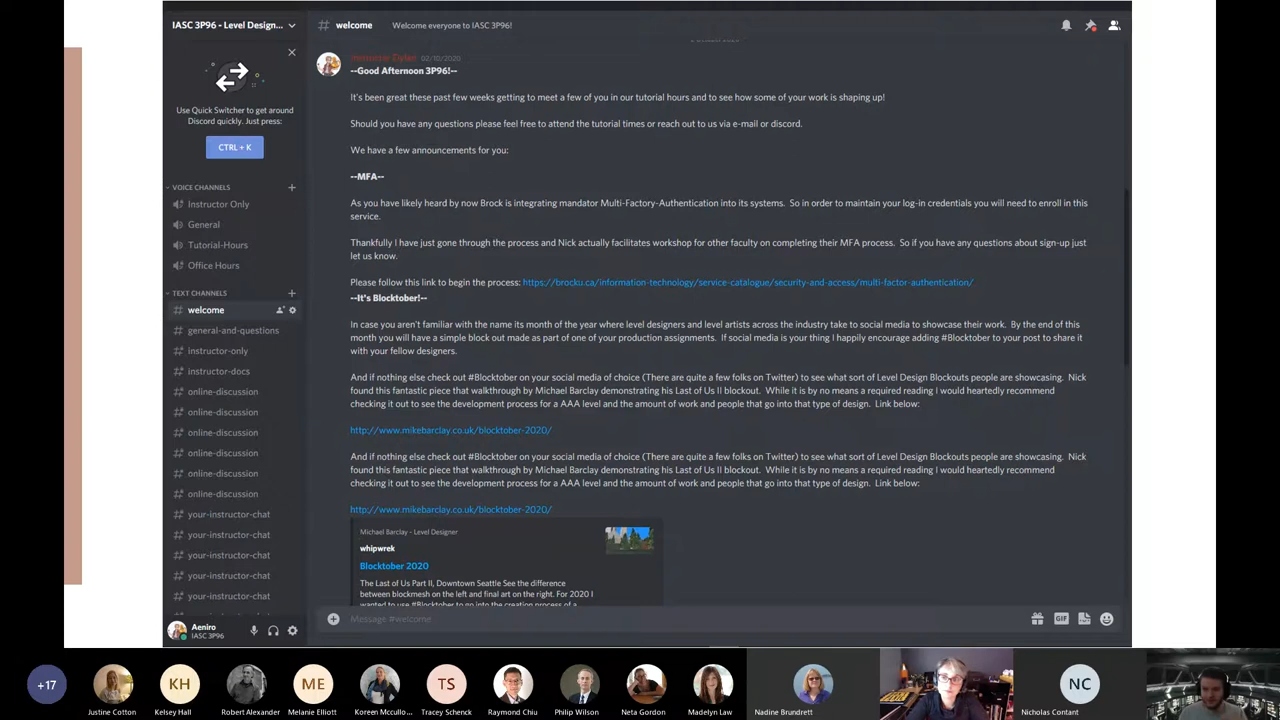 IASC 3P96 - Level Design...
# welcome
Welcome everyone to IASC 3P96!
Use Quick Switcher to get around
Discord quickly. Just press:
CTRL + K
VOICE CHANNELS
Instructor Only
General
Tutorial-Hours
Office Hours
TEXT CHANNELS
# welcome
# general-and-questions
# instructor-only
# instructor-docs
# online-discussion
# online-discussion
# online-discussion
# online-discussion
# online-discussion
# online-discussion
# your-instructor-chat
# your-instructor-chat
# your-instructor-chat
# your-instructor-chat
# your-instructor-chat
Aeniro
IASC 3P96
02/10/2020
--Good Afternoon 3P96!--
It's been great these past few weeks getting to meet a few of you in our tutorial hours and to see how some of your work is shaping up!
Should you have any questions please feel free to attend the tutorial times or reach out to us via e-mail or discord.
We have a few announcements for you:
--MFA--
As you have likely heard by now Brock is integrating mandator Multi-Factory-Authentication into its systems. So in order to maintain your log-in credentials you will need to enroll in this
service.
Thankfully I have just gone through the process and Nick actually facilitates workshop for other faculty on completing their MFA process. So if you have any questions about sign-up just
let us know.
Please follow this link to begin the process: https://brocku.ca/information-technology/service-catalogue/security-and-access/multi-factor-authentication/
--It's Blocktober!--
In case you aren't familiar with the name its month of the year where level designers and level artists across the industry take to social media to showcase their work. By the end of this
month you will have a simple block out made as part of one of your production assignments. If social media is your thing I happily encourage adding #Blocktober to your post to share it
with your fellow designers.
And if nothing else check out #Blocktober on your social media of choice (There are quite a few folks on Twitter) to see what sort of Level Design Blockouts people are showcasing. Nick
found this fantastic piece that walkthrough by Michael Barclay demonstrating his Last of Us II blockout. While it is by no means a required reading I would heartedly recommend
checking it out to see the development process for a AAA level and the amount of work and people that go into that type of design. Link below:
http://www.mikebarclay.co.uk/blocktober-2020/
And if nothing else check out #Blocktober on your social media of choice (There are quite a few folks on Twitter) to see what sort of Level Design Blockouts people are showcasing. Nick
found this fantastic piece that walkthrough by Michael Barclay demonstrating his Last of Us II blockout. While it is by no means a required reading I would heartedly recommend
checking it out to see the development process for a AAA level and the amount of work and people that go into that type of design. Link below:
http://www.mikebarclay.co.uk/blocktober-2020/
Michael Barclay - Level Designer
whipwrek
Blocktober 2020
The Last of Us Part II, Downtown Seattle See the difference
between blockmesh on the left and final art on the right. For 2020 I
wanted to use #Blocktober to go into the creation process of a
Message #welcome
GIF
+17
KH
ME
TS
NC
Justine Cotton
Kelsey Hall
Robert Alexander
Melanie Elliott
Koreen Mccullo...
Tracey Schenck
Raymond Chiu
Philip Wilson
Neta Gordon
Madelyn Law
Nadine Brundrett
Nicholas Contant